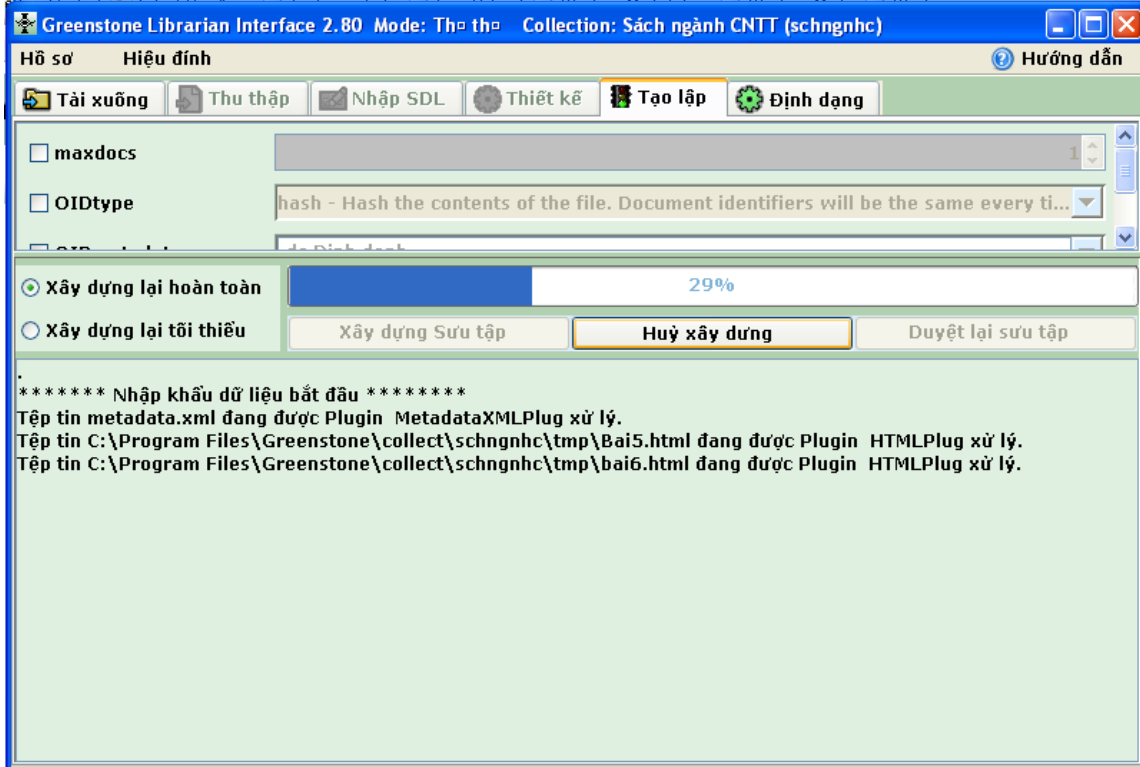 Greenstone Librarian Interface 2.80 Mode: Th¤ th¤ Collection: Sách ngành CNTT (schngnhc)
Hồ sơ Hiệu đính Hướng dẫn
Tải xuống Thu thập Nhập SDL Thiết kế Tạo lập Định dạng
maxdocs 1
OIDtype hash - Hash the contents of the file. Document identifiers will be the same every ti...
Xây dựng lại hoàn toàn 29%
Xây dựng lại tối thiểu Xây dựng Sưu tập Huỷ xây dưng Duyệt lại sưu tập
.
******* Nhập khẩu dữ liệu bắt đầu ********
Tệp tin metadata.xml đang được Plugin MetadataXMLPlug xử lý.
Tệp tin C:\Program Files\Greenstone\collect\schngnhc\tmp\Bai5.html đang được Plugin HTMLPlug xử lý.
Tệp tin C:\Program Files\Greenstone\collect\schngnhc\tmp\bai6.html đang được Plugin HTMLPlug xử lý.